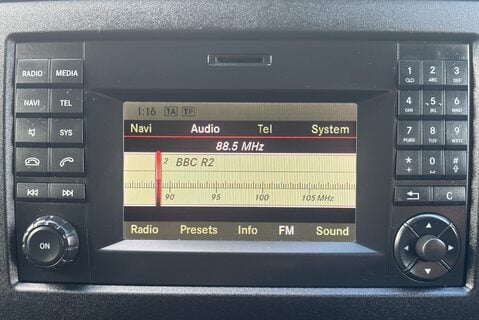 RADIO MEDIA
NAVI TEL
SYS
ON
1:16 TA TP
Navi Audio Tel System
88.5 MHz
2 BBC R2
90 95 100 105 MHz
Radio Presets Info FM Sound
1 2 ABC 3 DEF
4 GHI 5 JKL 6 MNO
7 PQRS 8 TUV 9 WXYZ
* 0 #
C